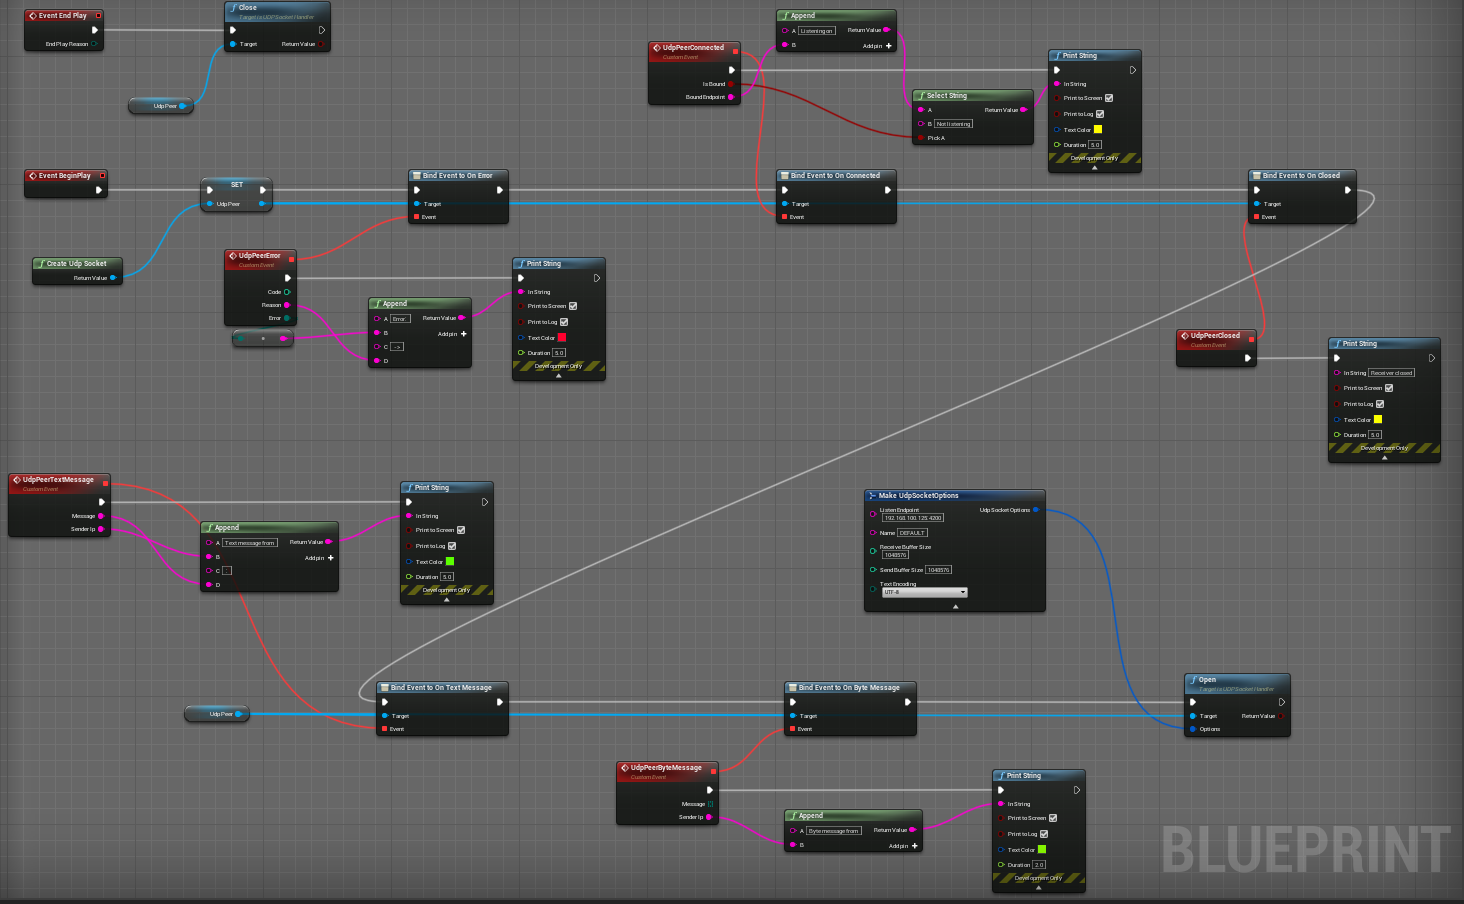 Event End Play
End Play Reason
Close
Target is UDPSocket Handler
Target
Return Value
Udp Peer
UdpPeerConnected
Custom Event
Is Bound
Bound Endpoint
Append
A Listening on
Return Value
B
Add pin +
Select String
A
Return Value
B Not listening
Pick A
Print String
In String
Print to Screen
Print to Log
Text Color
Duration 5.0
Development Only
Event BeginPlay
SET
Udp Peer
Bind Event to On Error
Target
Event
Bind Event to On Connected
Target
Event
Bind Event to On Closed
Target
Event
Create Udp Socket
Return Value
UdpPeerError
Custom Event
Code
Reason
Error
Append
A Error:
Return Value
B
Add pin +
C ->
D
Print String
In String
Print to Screen
Print to Log
Text Color
Duration 5.0
Development Only
UdpPeerClosed
Custom Event
Print String
In String Receiver closed
Print to Screen
Print to Log
Text Color
Duration 5.0
Development Only
UdpPeerTextMessage
Custom Event
Message
Sender Ip
Append
A Text message from
Return Value
B
Add pin +
C :
D
Print String
In String
Print to Screen
Print to Log
Text Color
Duration 5.0
Development Only
Make UdpSocketOptions
Listen Endpoint
192.168.100.125:4200
Udp Socket Options
Name DEFAULT
Receive Buffer Size
1048576
Send Buffer Size 1048576
Text Encoding
UTF-8
Udp Peer
Bind Event to On Text Message
Target
Event
Bind Event to On Byte Message
Target
Event
Open
Target is UDPSocket Handler
Target
Return Value
Options
UdpPeerByteMessage
Custom Event
Message
Sender Ip
Append
A Byte message from
Return Value
B
Add pin +
Print String
In String
Print to Screen
Print to Log
Text Color
Duration 2.0
Development Only
BLUEPRINT